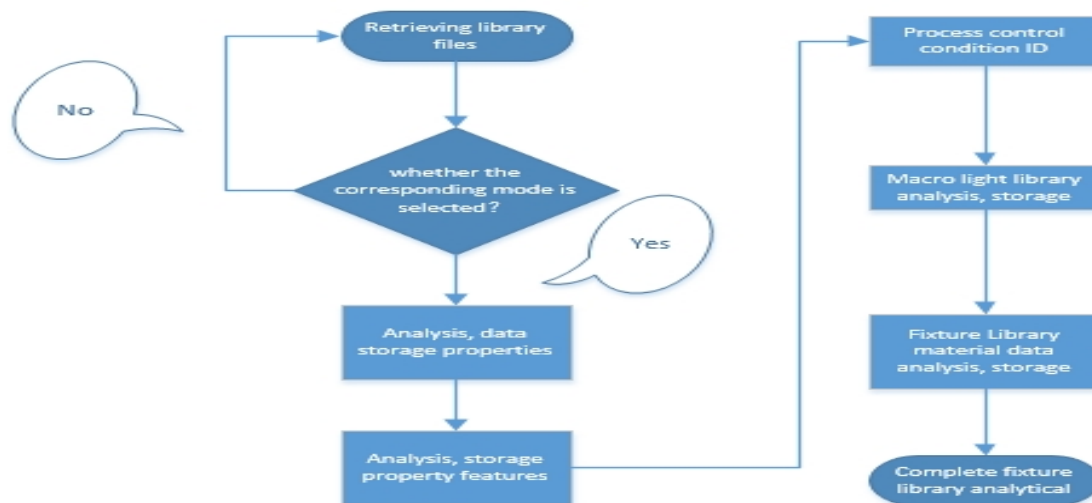 Retrieving library
files
No
whether the
corresponding mode is
selected?
Yes
Analysis, data
storage properties
Analysis, storage
property features
Process control
condition ID
Macro light library
analysis, storage
Fixture Library
material data
analysis, storage
Complete fixture
library analytical